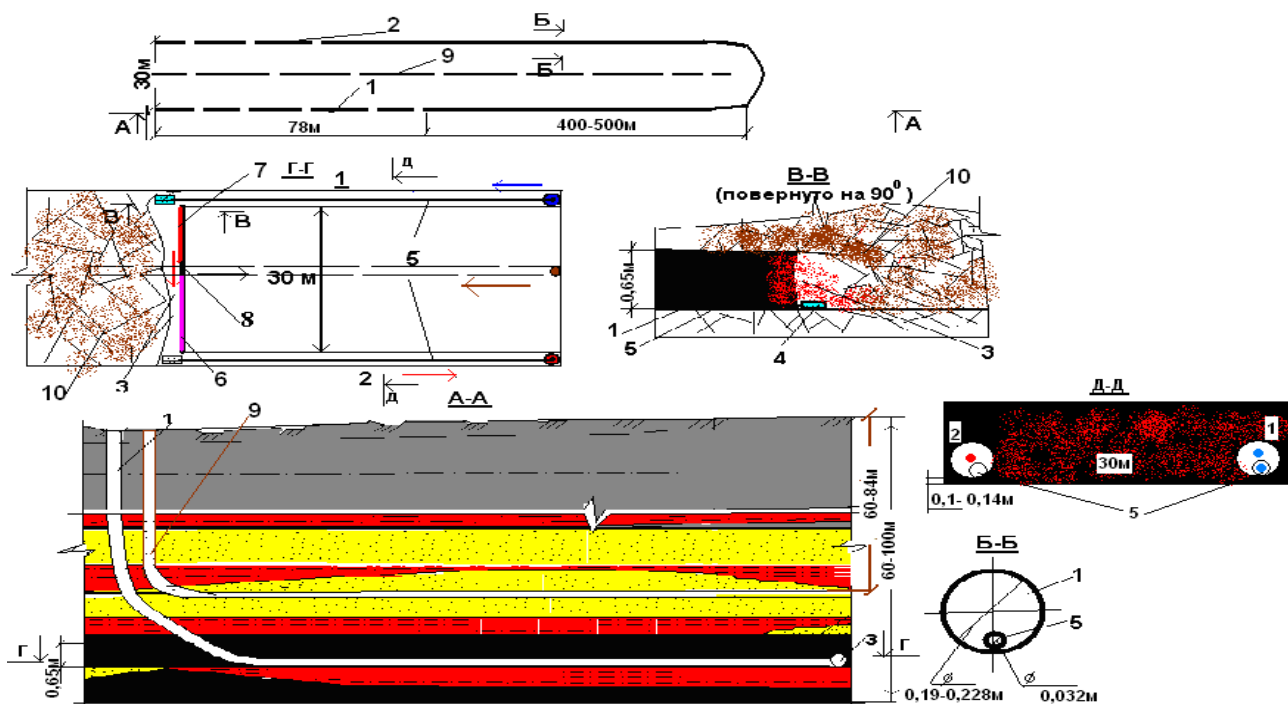 Б
2
9
Б
30м
1
А
78м
400-500м
А
7
Г-Г
1
д
В
В
5
30 м
8
10
3
6
2
д
В-В
(повернуто на 90⁰ )
10
0,65м
1
5
4
3
А-А
1
9
60-84м
60-100м
Г
3
Г
0,65м
Д-Д
2
1
30м
0,1- 0,14м
5
Б-Б
1
5
ф
ф
0,19-0,228м
0,032м